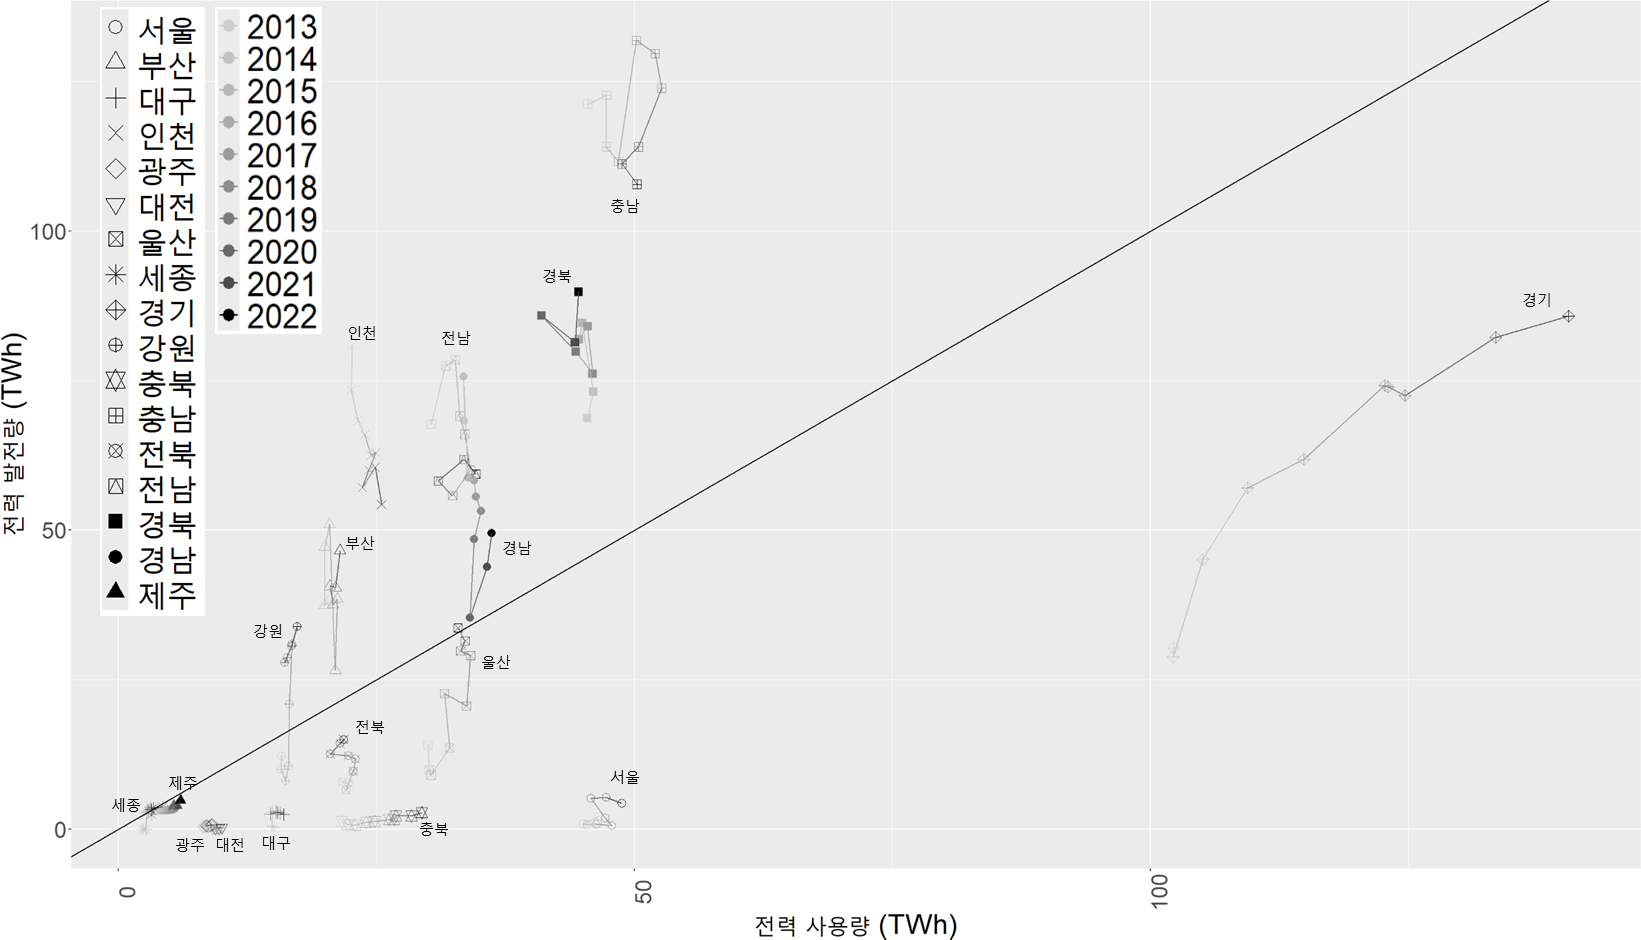 서울
부산
대구
인천
광주
대전
울산
세종
경기
강원
충북
충남
전북
전남
경북
경남
제주
2013
2014
2015
2016
2017
2018
2019
2020
2021
2022
전력 발전량 (TWh)
100
50
0
충남
경북
경기
인천
전남
부산
경남
강원
울산
전북
서울
제주
세종
충북
광주
대전
대구
0
50
100
전력 사용량 (TWh)